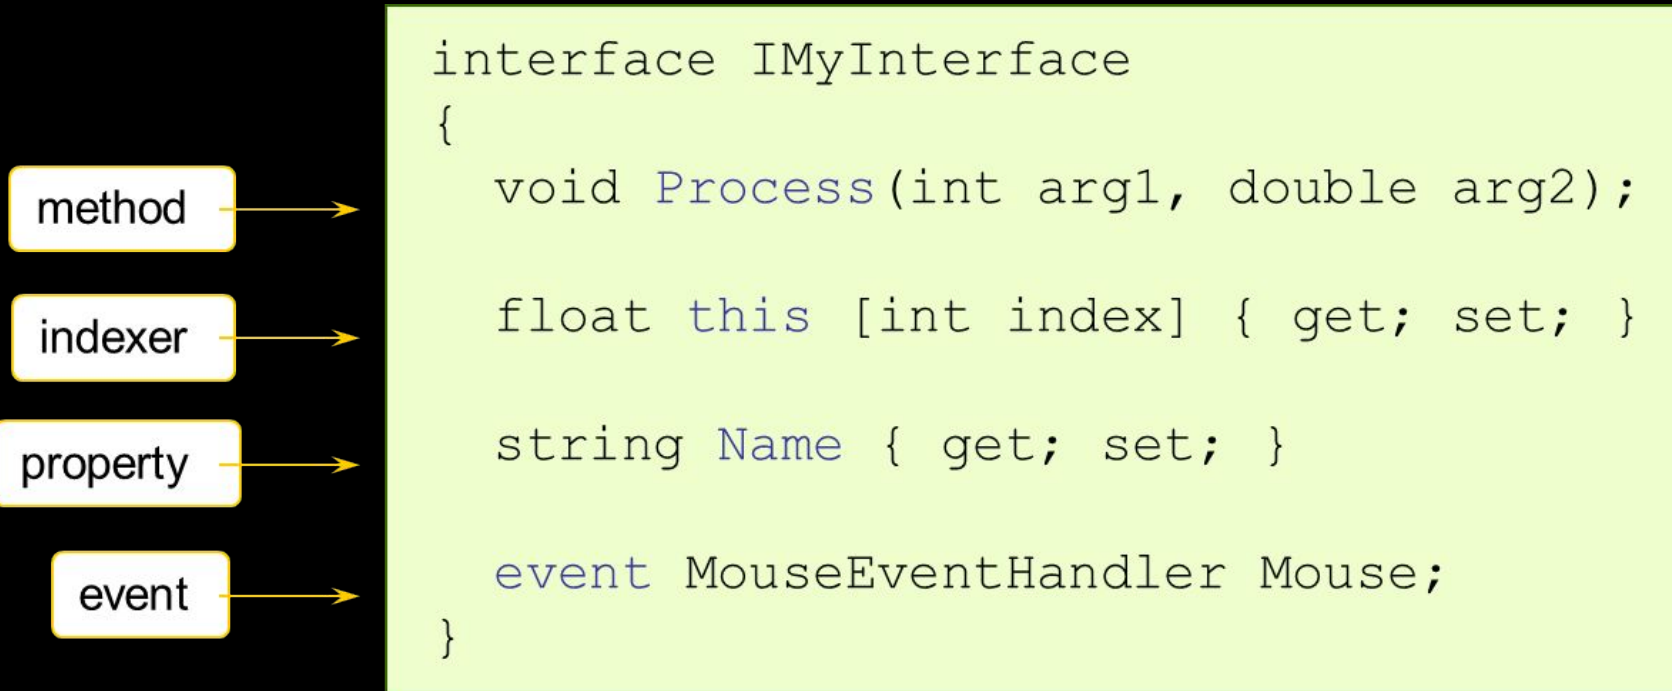 interface IMyInterface
{
method
void Process(int arg1, double arg2);
indexer
float this [int index] { get; set; }
property
string Name { get; set; }
event
event MouseEventHandler Mouse;
}